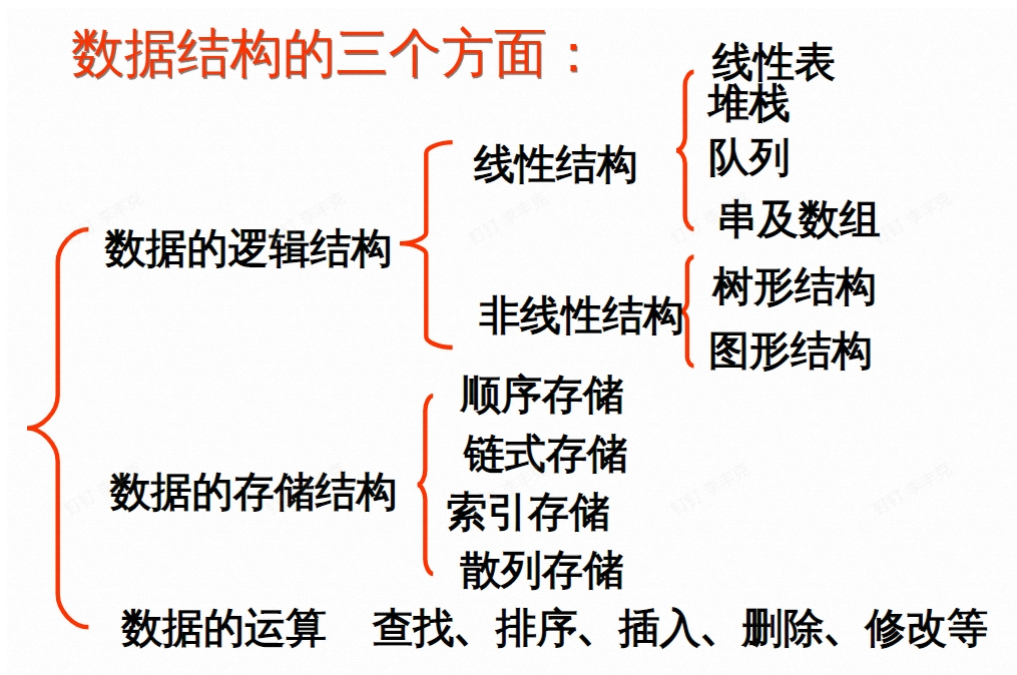 数据结构的三个方面：
数据的逻辑结构
线性结构
线性表
堆栈
队列
串及数组
非线性结构
树形结构
图形结构
数据的存储结构
顺序存储
链式存储
索引存储
散列存储
数据的运算 查找、排序、插入、删除、修改等